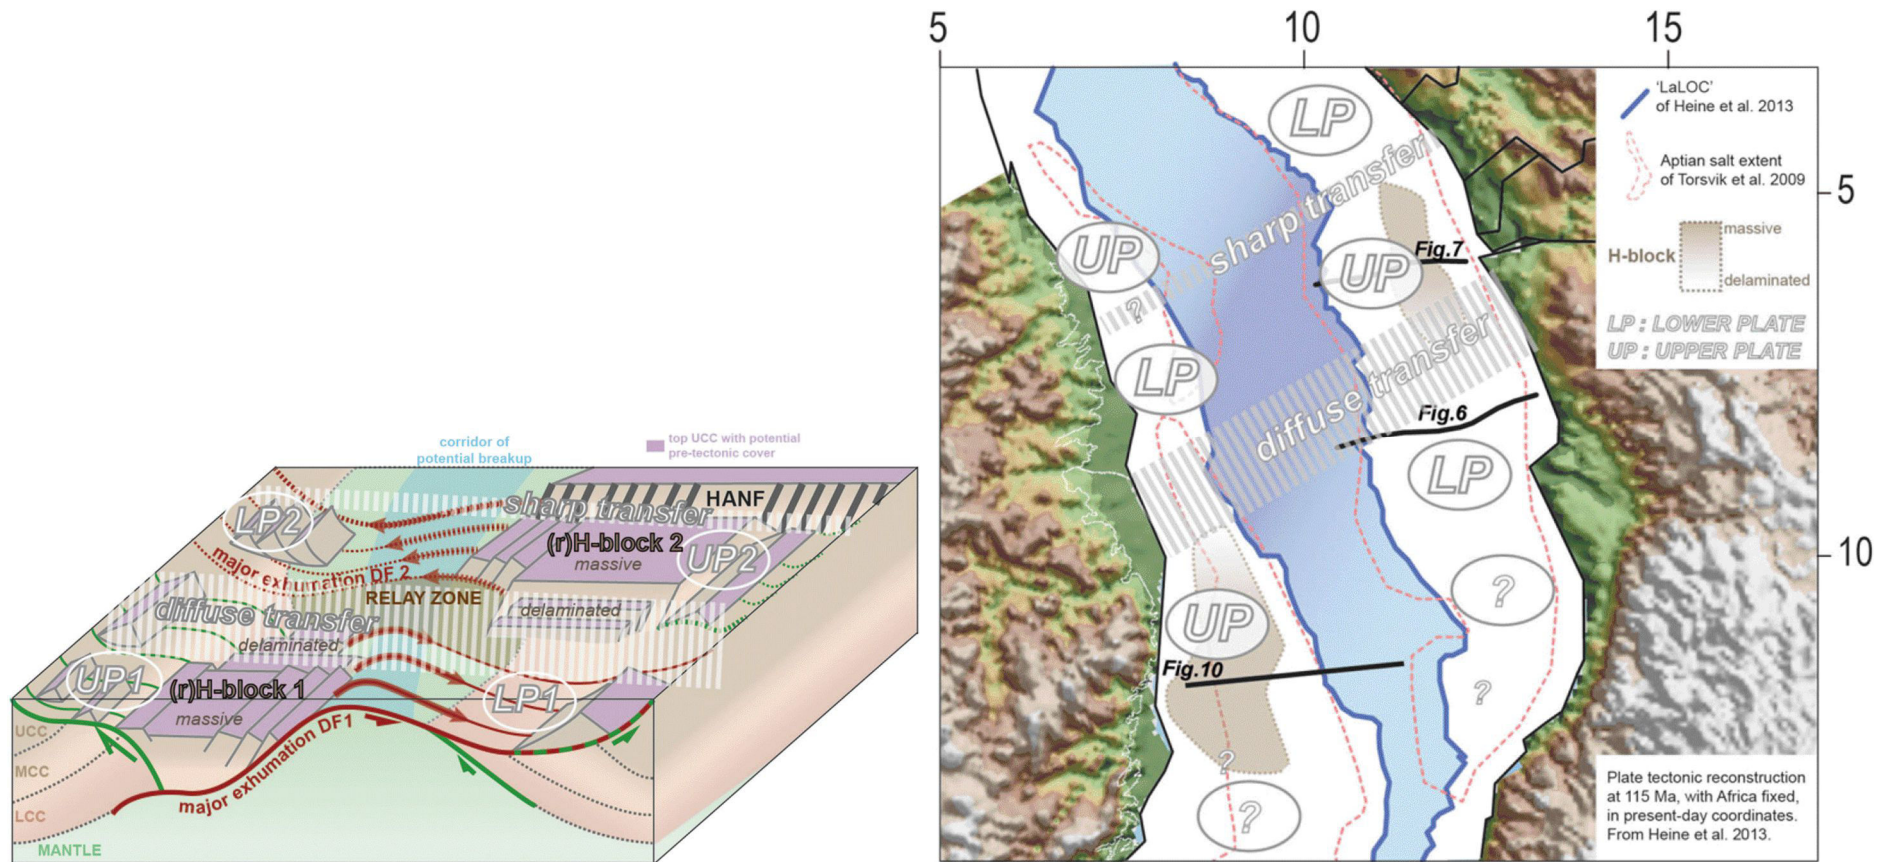 corridor of
potential breakup
top UCC with potential
pre-tectonic cover
LP2
sharp transfer
HANF
(r)H-block 2
massive
UP2
major exhumation DF2
RELAY ZONE
diffuse transfer
delaminated
delaminated
UP1
(r)H-block 1
massive
LP1
major exhumation DF1
UCC
MCC
LCC
MANTLE
5
10
15
5
10
LP
sharp transfer
UP
?
UP
Fig.7
LP
diffuse transfer
Fig.6
LP
?
UP
Fig.10
?
?
?
'LaLOC'
of Heine et al. 2013
Aptian salt extent
of Torsvik et al. 2009
massive
H-block
delaminated
LP : LOWER PLATE
UP : UPPER PLATE
Plate tectonic reconstruction
at 115 Ma, with Africa fixed,
in present-day coordinates.
From Heine et al. 2013.